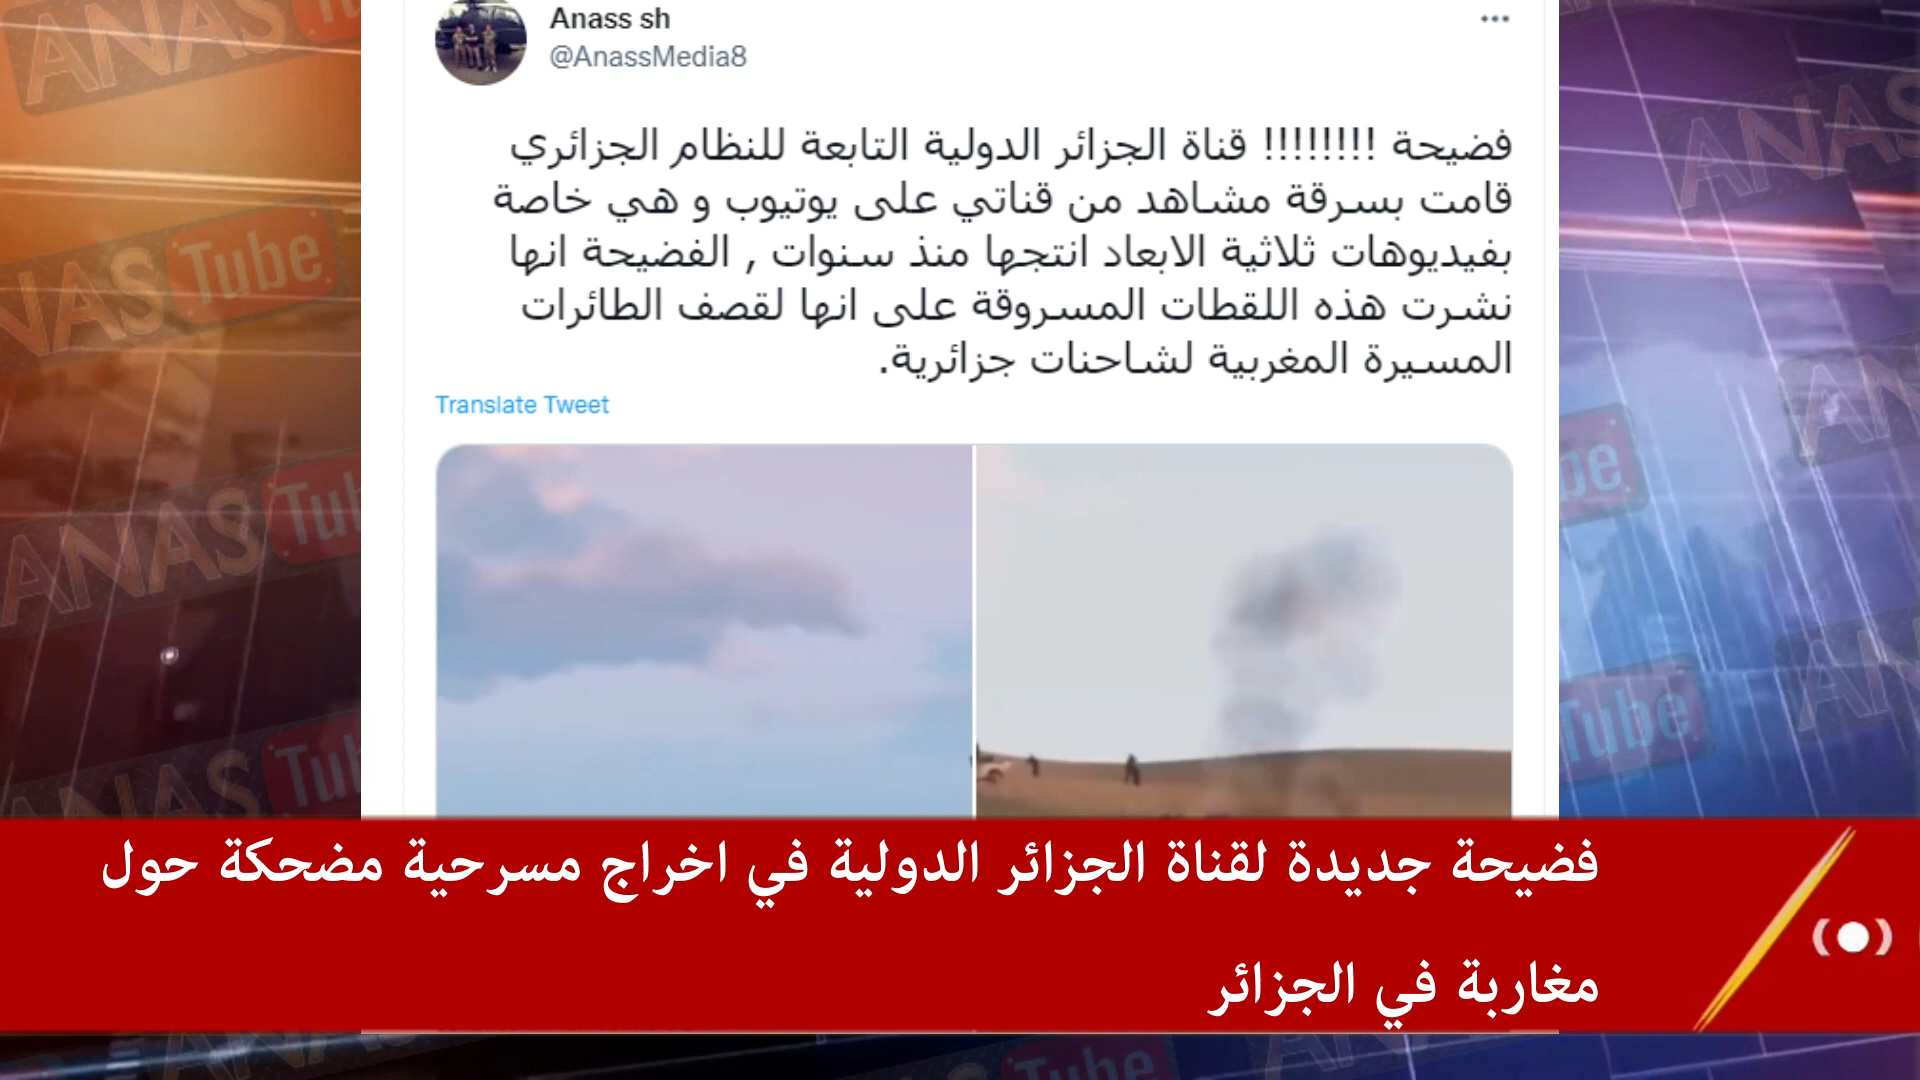 Anass sh
@AnassMedia8
فضيحة !!!!!!!! قناة الجزائر الدولية التابعة للنظام الجزائري
قامت بسرقة مشاهد من قناتي على يوتيوب و هي خاصة
بفيديوهات ثلاثية الابعاد انتجها منذ سنوات , الفضيحة انها
نشرت هذه اللقطات المسروقة على انها لقصف الطائرات
المسيرة المغربية لشاحنات جزائرية.
Translate Tweet
فضيحة جديدة لقناة الجزائر الدولية في اخراج مسرحية مضحكة حول
مغاربة في الجزائر
ANAS Tube